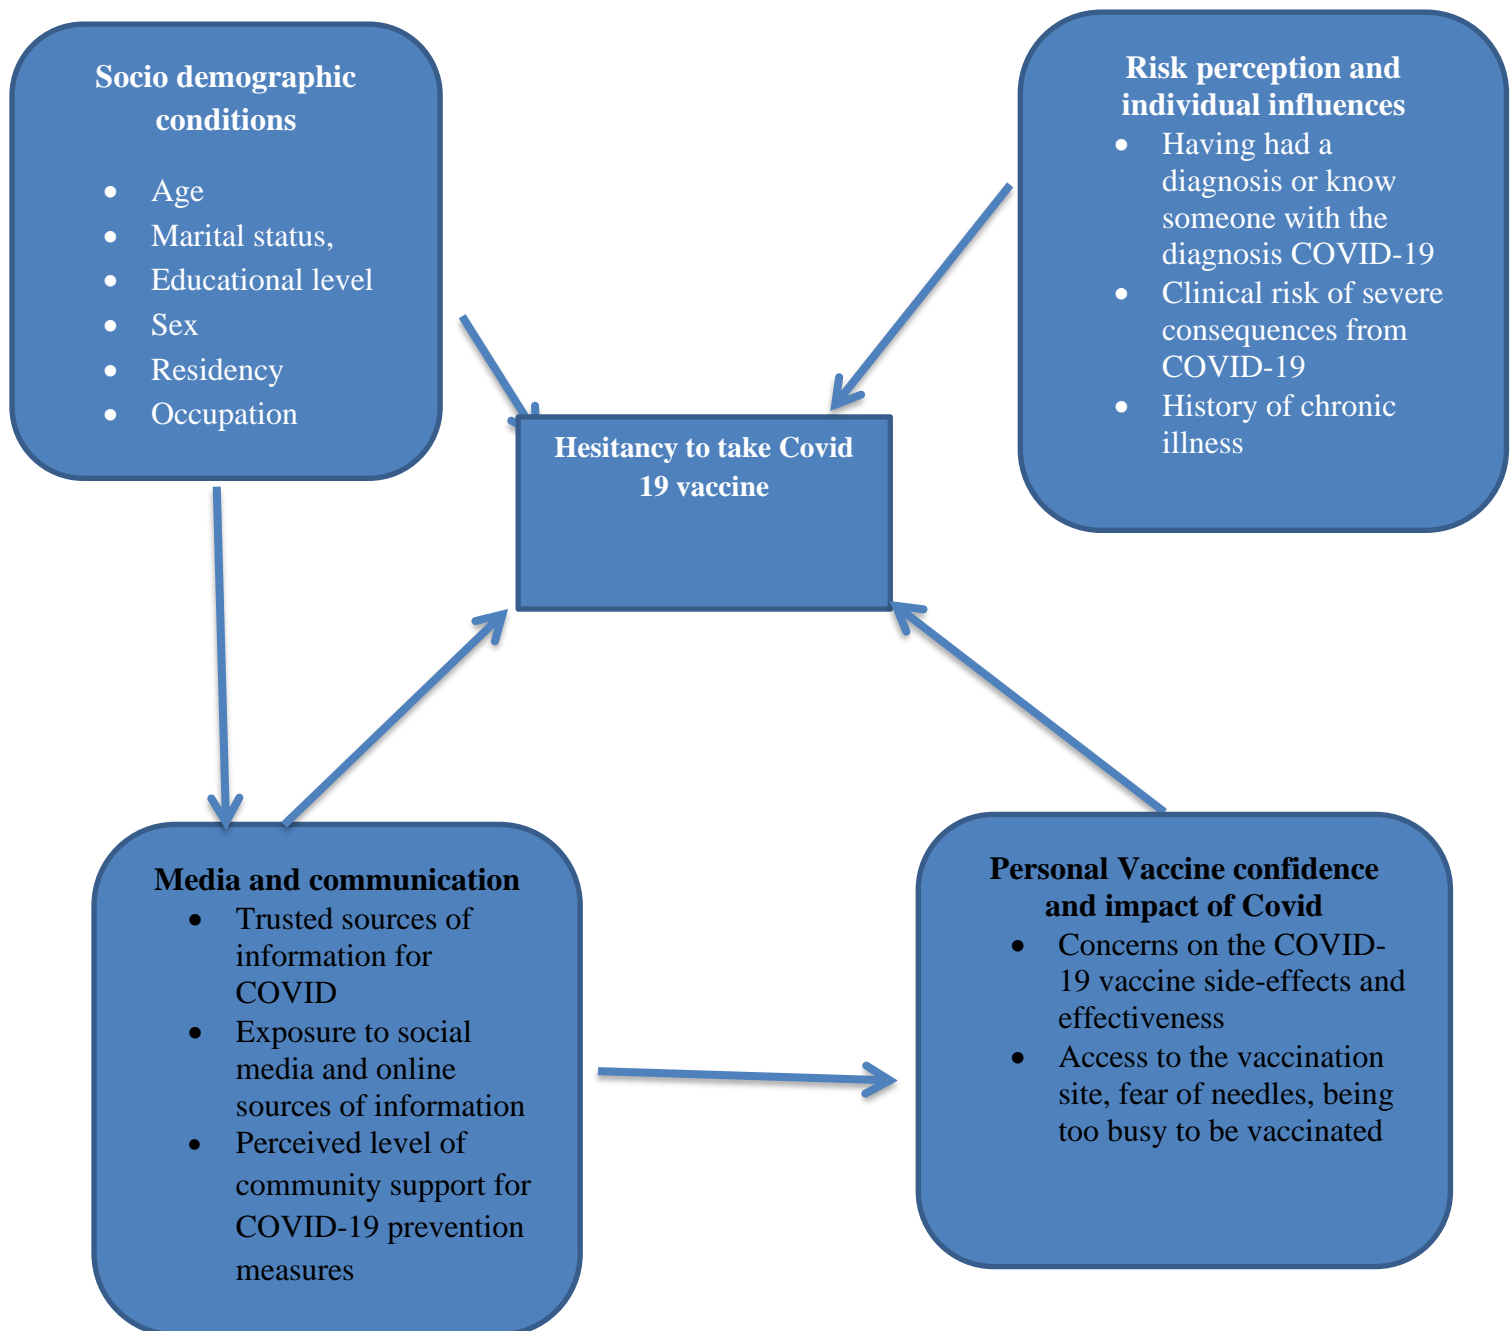 Socio demographic
conditions
• Age
• Marital status,
• Educational level
• Sex
• Residency
• Occupation
Risk perception and
individual influences
• Having had a
diagnosis or know
someone with the
diagnosis COVID-19
• Clinical risk of severe
consequences from
COVID-19
• History of chronic
illness
Hesitancy to take Covid
19 vaccine
Media and communication
• Trusted sources of
information for
COVID
• Exposure to social
media and online
sources of information
• Perceived level of
community support for
COVID-19 prevention
measures
Personal Vaccine confidence
and impact of Covid
• Concerns on the COVID-
19 vaccine side-effects and
effectiveness
• Access to the vaccination
site, fear of needles, being
too busy to be vaccinated